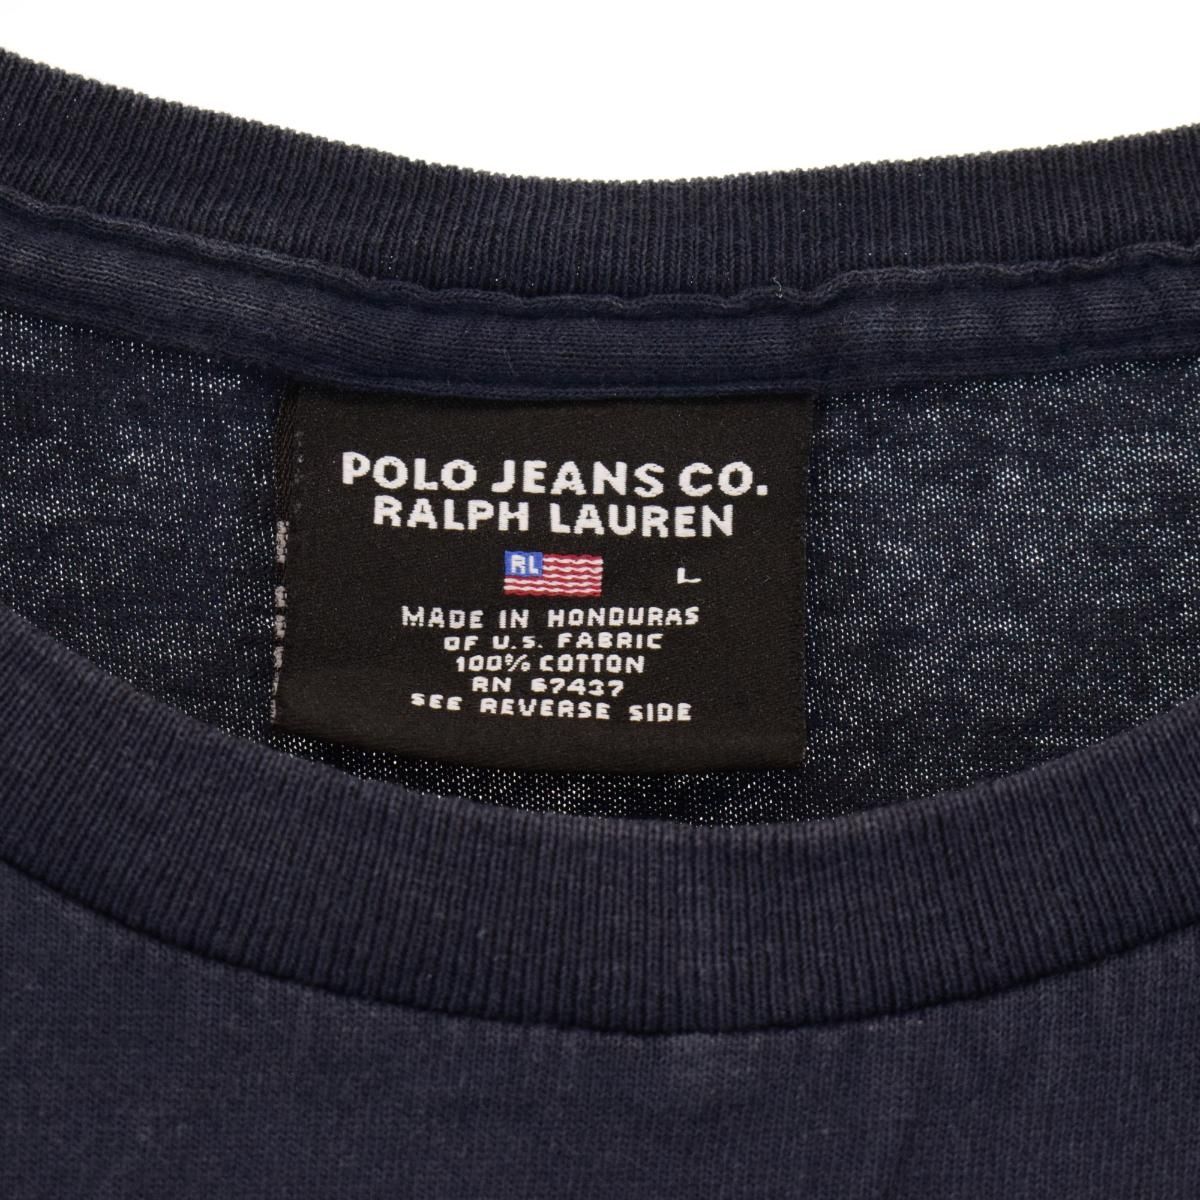 POLO JEANS CO.
RALPH LAUREN
RL
L
MADE IN HONDURAS
OF U.S. FABRIC
100% COTTON
RN 67437
SEE REVERSE SIDE